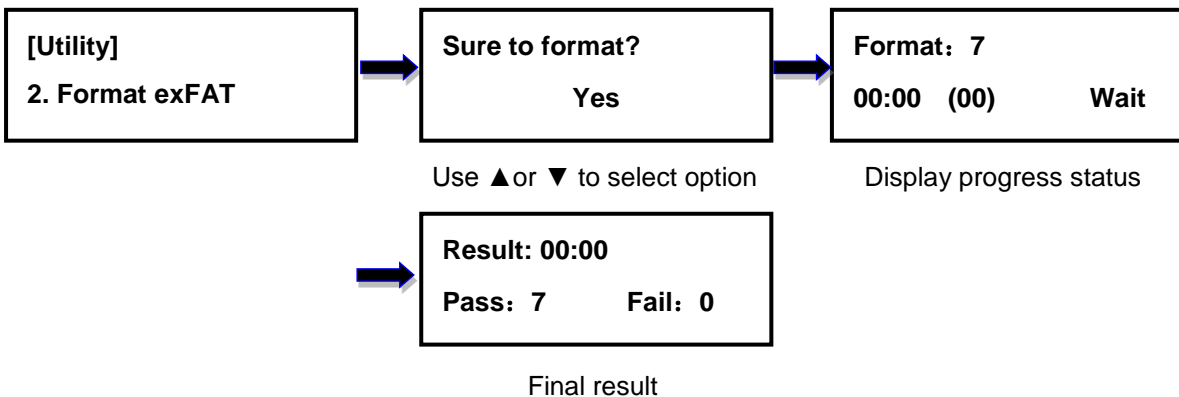 [Utility]
2. Format exFAT
Sure to format?
Yes
Format：7
00:00 (00) Wait
Use ▲or ▼ to select option
Display progress status
Result: 00:00
Pass：7 Fail：0
Final result